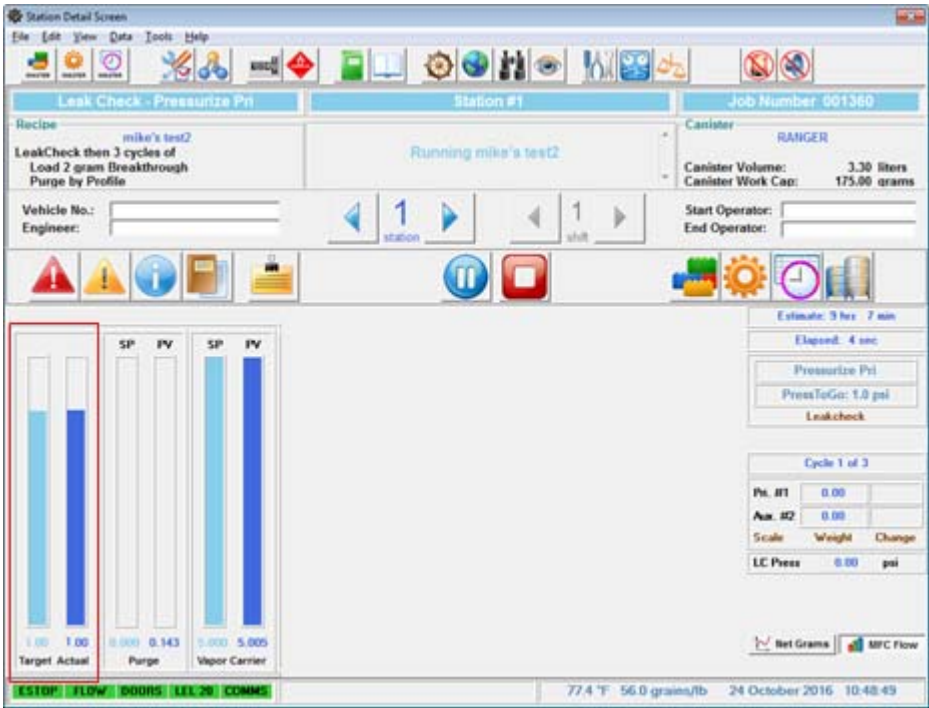 Station Detail Screen
File Edit View Data Tools Help
MASTER MASTER MASTER
Leak Check - Pressurize Pri Station #1 Job Number 001360
Recipe
mike's test2
LeakCheck then 3 cycles of
Load 2 gram Breakthrough
Purge by Profile
Running mike's test2
Canister
RANGER
Canister Volume: 3.30 liters
Canister Work Cap: 175.00 grams
Vehicle No.:
Engineer:
1
station
1
shift
Start Operator:
End Operator:
Estimate: 9 hrs 7 min
Elapsed: 4 sec
Pressurize Pri
PressToGo: 1.0 psi
Leakcheck
Cycle 1 of 3
Pri. #1 0.00
Aux. #2 0.00
Scale Weight Change
LC Press 0.00 psi
SP PV SP PV
1.00 1.00 0.000 0.143 5.000 5.005
Target Actual Purge Vapor Carrier
Net Grams MFC Flow
ESTOP FLOW DOORS LEL 20 COMMS
77.4 °F 56.0 grains/lb 24 October 2016 10:48:49